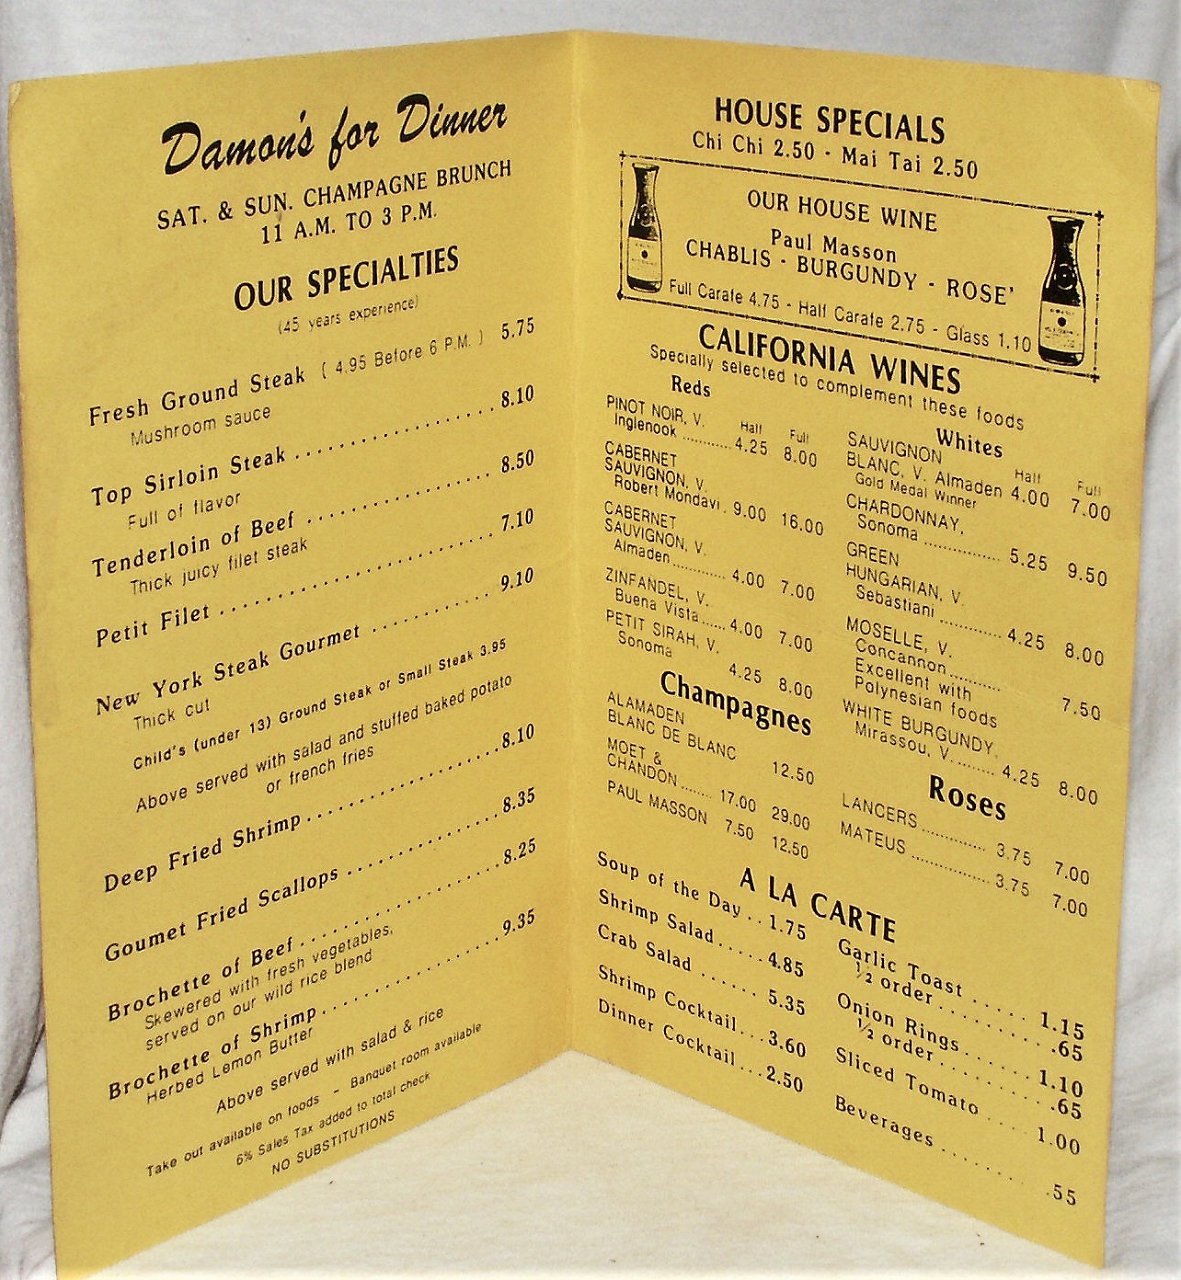 Damon's for Dinner
SAT. & SUN. CHAMPAGNE BRUNCH
11 A.M. TO 3 P.M.
OUR SPECIALTIES
(45 years experience)
Fresh Ground Steak ( 4.95 Before 6 P.M. ) 5.75
Mushroom sauce
Top Sirloin Steak ................. 8.10
Full of flavor
Tenderloin of Beef ................ 8.50
Thick juicy filet steak
Petit Filet ........................ 7.10
New York Steak Gourmet ........... 9.10
Thick cut
Child's (under 13) Ground Steak or Small Steak 3.95
Above served with salad and stuffed baked potato
or french fries
Deep Fried Shrimp ................. 8.10
Goumet Fried Scallops ............. 8.35
Brochette of Beef ................. 8.25
Skewered with fresh vegetables,
served on our wild rice blend
Brochette of Shrimp ............... 9.35
Herbed Lemon Butter
Above served with salad & rice
Take out available on foods - Banquet room available
6% Sales Tax added to total check
NO SUBSTITUTIONS
HOUSE SPECIALS
Chi Chi 2.50 - Mai Tai 2.50
OUR HOUSE WINE
Paul Masson
CHABLIS - BURGUNDY - ROSE'
Full Carafe 4.75 - Half Carafe 2.75 - Glass 1.10
CALIFORNIA WINES
Specially selected to complement these foods
Reds
Half Full
PINOT NOIR, V.
Inglenook ........... 4.25 8.00
CABERNET
SAUVIGNON, V.
Robert Mondavi . 9.00 16.00
CABERNET
SAUVIGNON, V.
Almaden ............ 4.00 7.00
ZINFANDEL, V.
Buena Vista ...... 4.00 7.00
PETIT SIRAH, V.
Sonoma 4.25 8.00
Champagnes
ALAMADEN
BLANC DE BLANC 12.50
MOET &
CHANDON ....... 17.00 29.00
PAUL MASSON 7.50 12.50
Whites
Half Full
SAUVIGNON
BLANC, V. Almaden 4.00 7.00
Gold Medal Winner
CHARDONNAY,
Sonoma ................ 5.25 9.50
GREEN
HUNGARIAN, V.
Sebastiani ............. 4.25 8.00
MOSELLE, V.
Concannon ........... 7.50
Excellent with
Polynesian foods
WHITE BURGUNDY,
Mirassou, V. ........ 4.25 8.00
Roses
LANCERS .............. 3.75 7.00
MATEUS ................ 3.75 7.00
A LA CARTE
Soup of the Day .. 1.75
Shrimp Salad ..... 4.85
Crab Salad ...... 5.35
Shrimp Cocktail ... 3.60
Dinner Cocktail ... 2.50
Garlic Toast ...... 1.15
½ order ......... .65
Onion Rings ....... 1.10
½ order ......... .65
Sliced Tomato .... 1.00
Beverages ......... .55